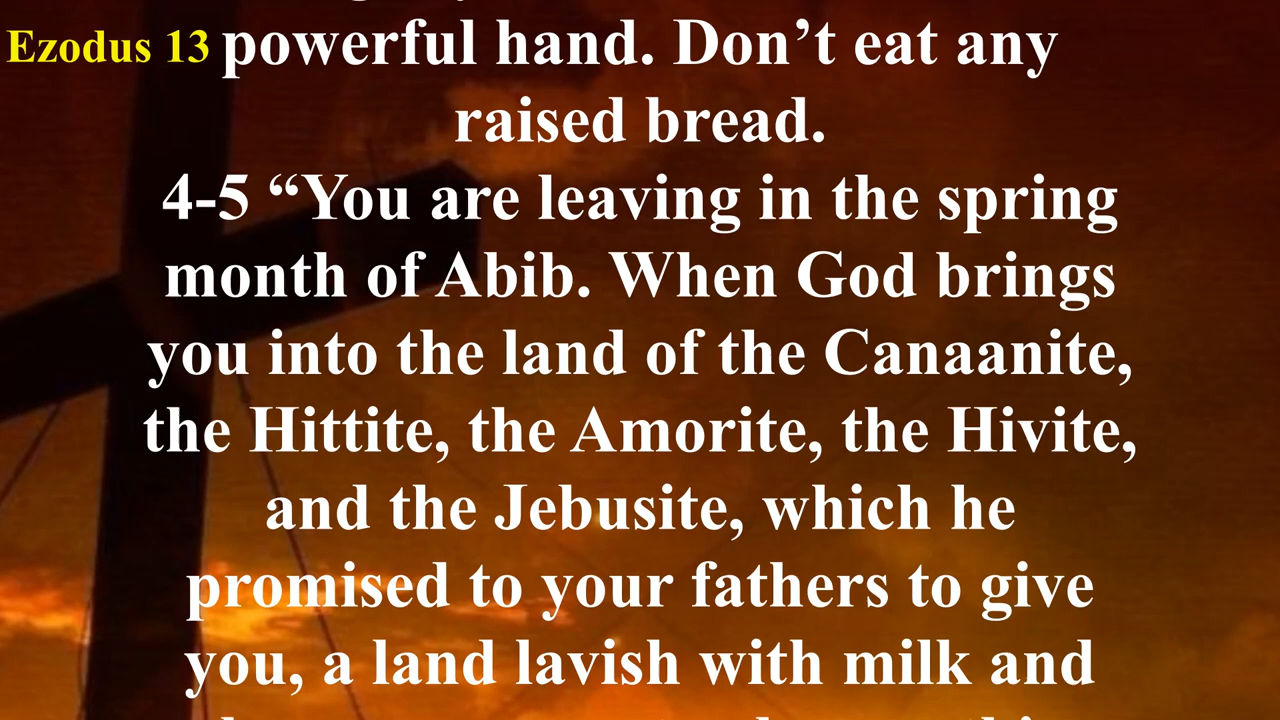 Ezodus 13
powerful hand. Don’t eat any
raised bread.
4-5 “You are leaving in the spring
month of Abib. When God brings
you into the land of the Canaanite,
the Hittite, the Amorite, the Hivite,
and the Jebusite, which he
promised to your fathers to give
you, a land lavish with milk and